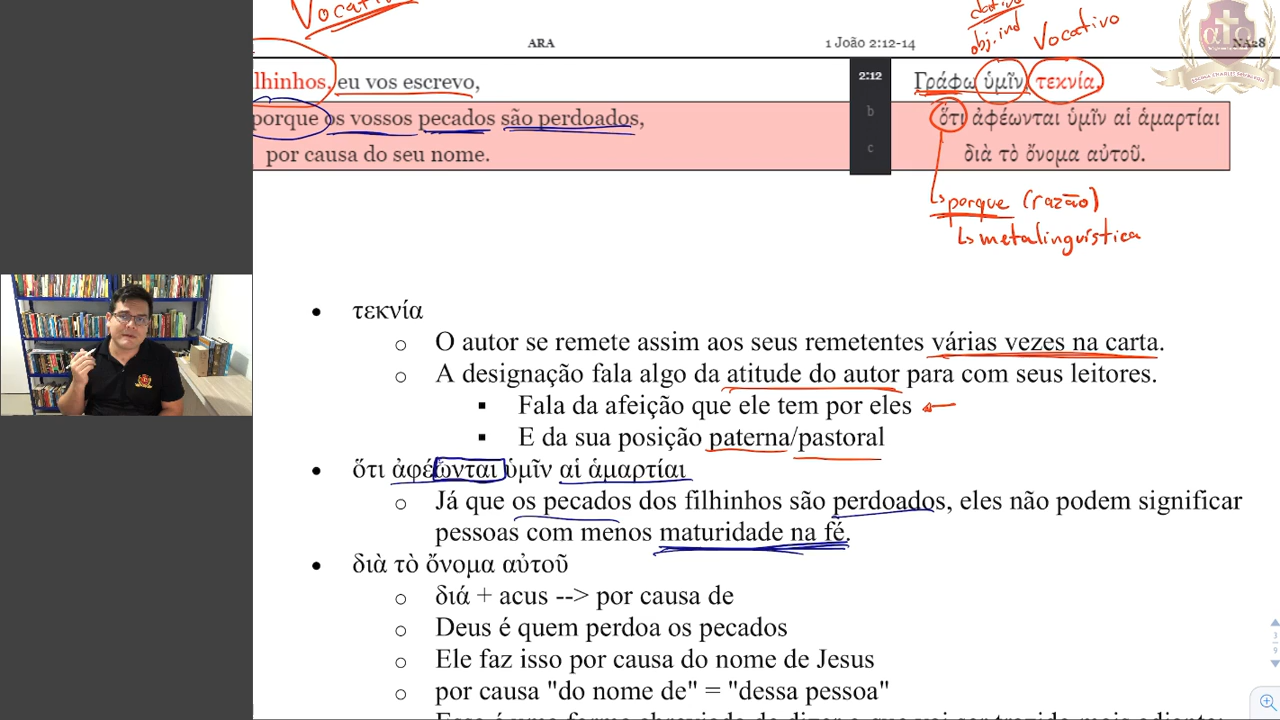 Vocativo
dativo
obj. ind
Vocativo
ARA
1 João 2:12-14
NA28
lhinhos, eu vos escrevo,
porque os vossos pecados são perdoados,
por causa do seu nome.
2:12
b
c
Γράφω ὑμῖν, τεκνία,
ὅτι ἀφέωνται ὑμῖν αἱ ἁμαρτίαι
διὰ τὸ ὄνομα αὐτοῦ.
↳ porque (razão)
↳ metalinguística
• τεκνία
o O autor se remete assim aos seus remetentes várias vezes na carta.
o A designação fala algo da atitude do autor para com seus leitores.
▪ Fala da afeição que ele tem por eles
▪ E da sua posição paterna/pastoral
• ὅτι ἀφέωνται ὑμῖν αἱ ἁμαρτίαι
o Já que os pecados dos filhinhos são perdoados, eles não podem significar
pessoas com menos maturidade na fé.
• διὰ τὸ ὄνομα αὐτοῦ
o διά + acus --> por causa de
o Deus é quem perdoa os pecados
o Ele faz isso por causa do nome de Jesus
o por causa "do nome de" = "dessa pessoa"
3
9